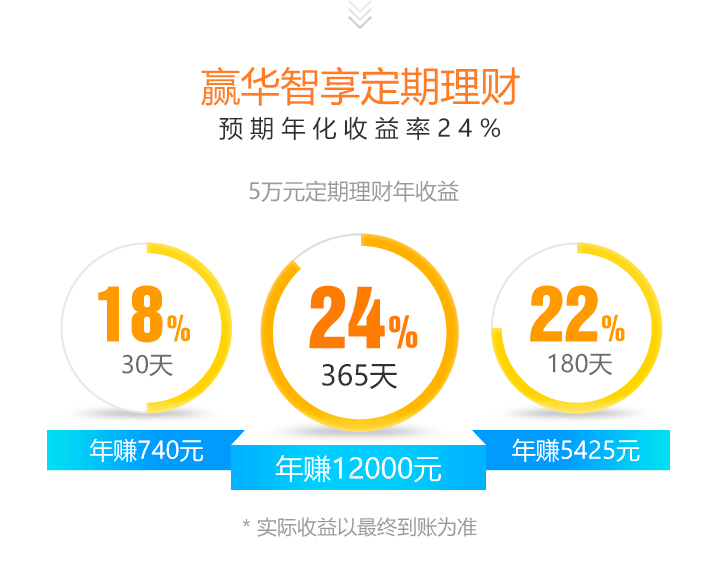 赢华智享定期理财
预期年化收益率24%
5万元定期理财年收益
18%
30天
24%
365天
22%
180天
年赚740元
年赚12000元
年赚5425元
* 实际收益以最终到账为准